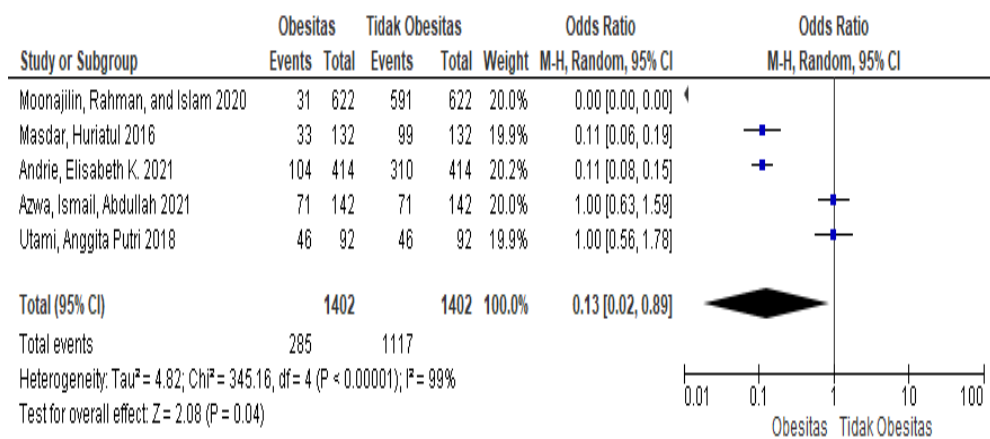 Obesitas Tidak Obesitas Odds Ratio Odds Ratio
Study or Subgroup Events Total Events Total Weight M-H, Random, 95% CI M-H, Random, 95% CI
Moonajilin, Rahman, and Islam 2020 31 622 591 622 20.0% 0.00 [0.00, 0.00]
Masdar, Huriatul 2016 33 132 99 132 19.9% 0.11 [0.06, 0.19]
Andrie, Elisabeth K. 2021 104 414 310 414 20.2% 0.11 [0.08, 0.15]
Azwa, Ismail, Abdullah 2021 71 142 71 142 20.0% 1.00 [0.63, 1.59]
Utami, Anggita Putri 2018 46 92 46 92 19.9% 1.00 [0.56, 1.78]
Total (95% CI) 1402 1402 100.0% 0.13 [0.02, 0.89]
Total events 285 1117
Heterogeneity: Tau² = 4.82; Chi² = 345.16, df = 4 (P < 0.00001); I² = 99%
Test for overall effect: Z = 2.08 (P = 0.04)
0.01 0.1 1 10 100
Obesitas Tidak Obesitas